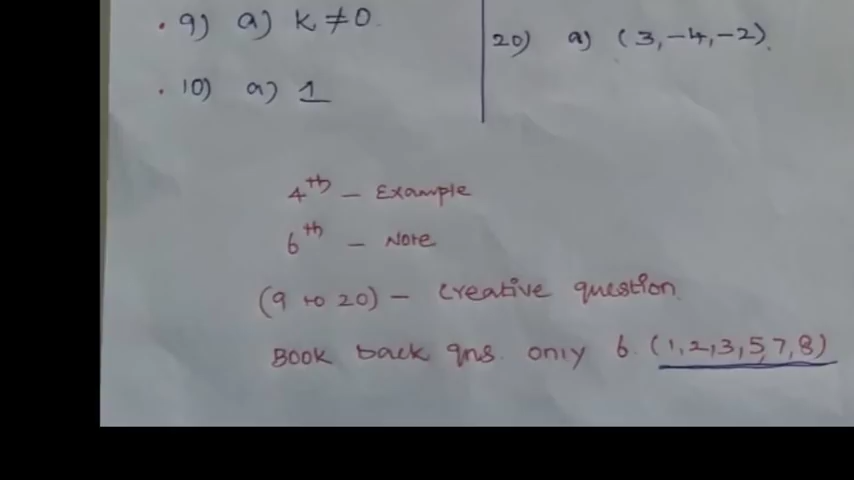 9) a) k ≠ 0.
10) a) 1
20) a) (3, -4, -2).
4th - Example
6th - Note
(9 to 20) - creative question.
BOOK back qns. only 6. (1,2,3,5,7,8)